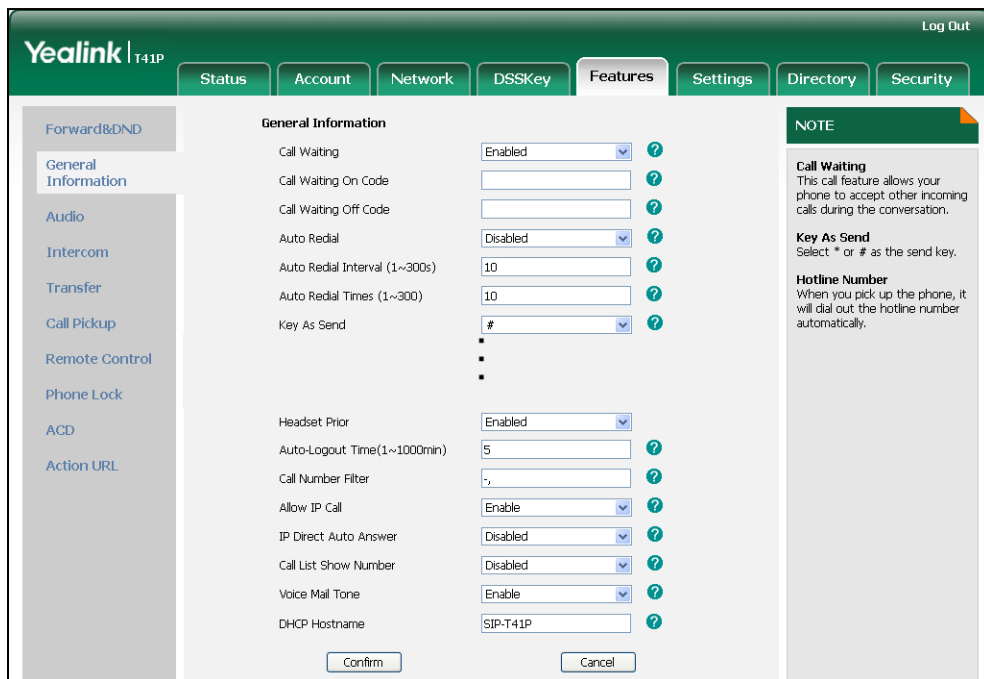 Log Out
Yealink T41P
Status Account Network DSSKey Features Settings Directory Security
Forward&DND
General
Information
Audio
Intercom
Transfer
Call Pickup
Remote Control
Phone Lock
ACD
Action URL
General Information
Call Waiting Enabled ?
Call Waiting On Code ?
Call Waiting Off Code ?
Auto Redial Disabled ?
Auto Redial Interval (1~300s) 10 ?
Auto Redial Times (1~300) 10 ?
Key As Send # ?
Headset Prior Enabled
Auto-Logout Time(1~1000min) 5 ?
Call Number Filter -, ?
Allow IP Call Enable ?
IP Direct Auto Answer Disabled ?
Call List Show Number Disabled ?
Voice Mail Tone Enable ?
DHCP Hostname SIP-T41P ?
Confirm Cancel
NOTE
Call Waiting
This call feature allows your
phone to accept other incoming
calls during the conversation.
Key As Send
Select * or # as the send key.
Hotline Number
When you pick up the phone, it
will dial out the hotline number
automatically.